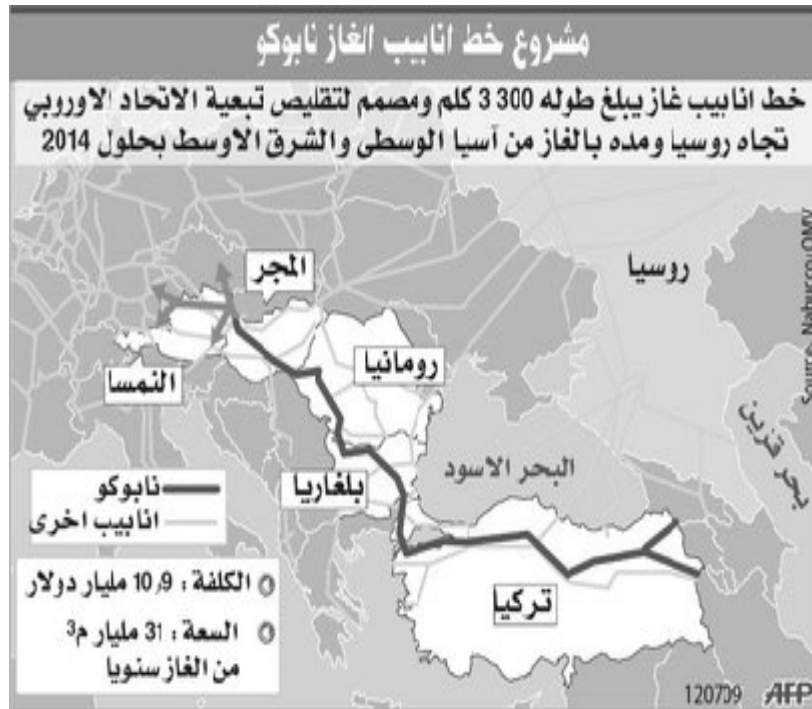 مشروع خط انابيب الغاز نابوكو
خط انابيب غاز يبلغ طوله 3 300 كلم ومصمم لتقليص تبعية الاتحاد الاوروبي
تجاه روسيا ومده بالغاز من آسيا الوسطى والشرق الاوسط بحلول 2014
Source: Nabucco/OMV
روسيا
المجر
رومانيا
النمسا
بحر قزوين
البحر الاسود
بلغاريا
نابوكو
انابيب اخرى
تركيا
الكلفة : 10,9 مليار دولار
السعة : 31 مليار م³
من الغاز سنويا
120709 AFP